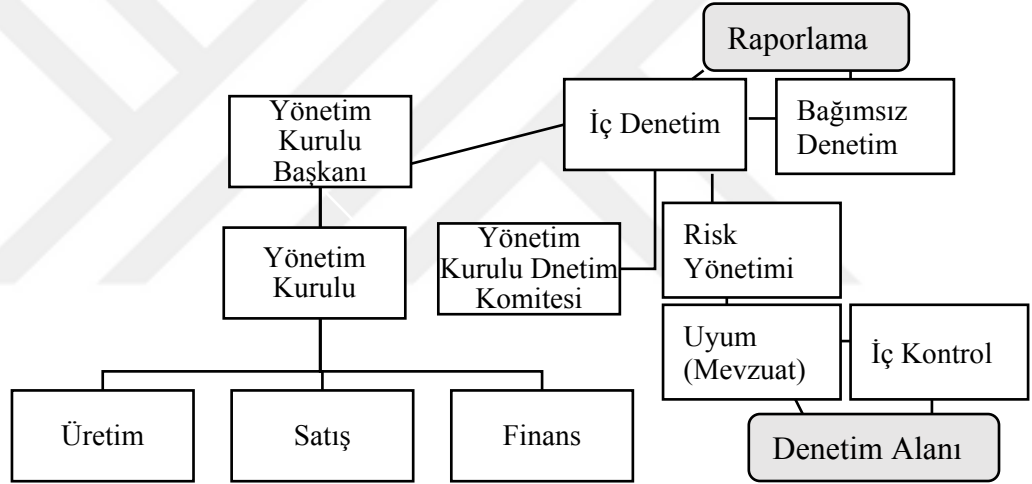 Raporlama
Yönetim
Kurulu
Başkanı
İç Denetim
Bağımsız
Denetim
Yönetim
Kurulu
Yönetim
Kurulu Dnetim
Komitesi
Risk
Yönetimi
Uyum
(Mevzuat)
İç Kontrol
Üretim
Satış
Finans
Denetim Alanı